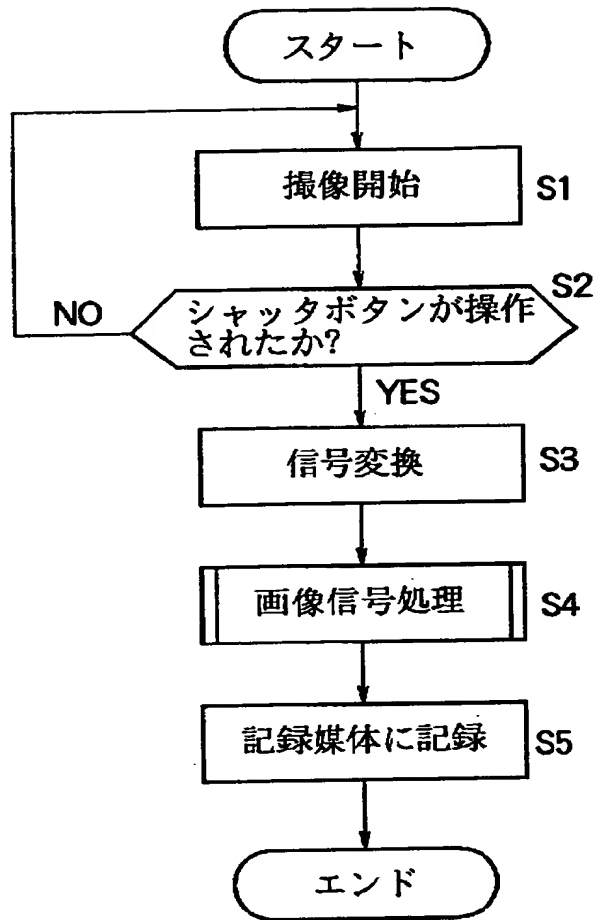 スタート
撮像開始
S1
S2
シャッタボタンが操作
されたか?
NO
YES
信号変換
S3
画像信号処理
S4
記録媒体に記録
S5
エンド